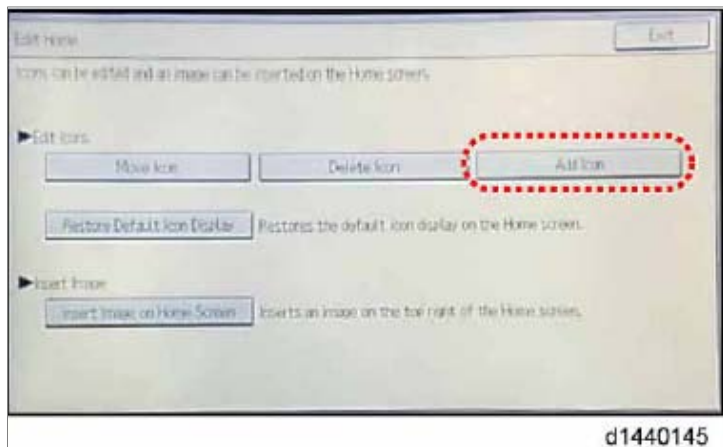 Edit Home
Exit
Icons can be edited and an image can be inserted on the Home screen.
►Edit Icons
Move Icon
Delete Icon
Add Icon
Restore Default Icon Display
Restores the default icon display on the Home screen.
►Insert Image
Insert Image on Home Screen
Inserts an image on the top right of the Home screen.
d1440145